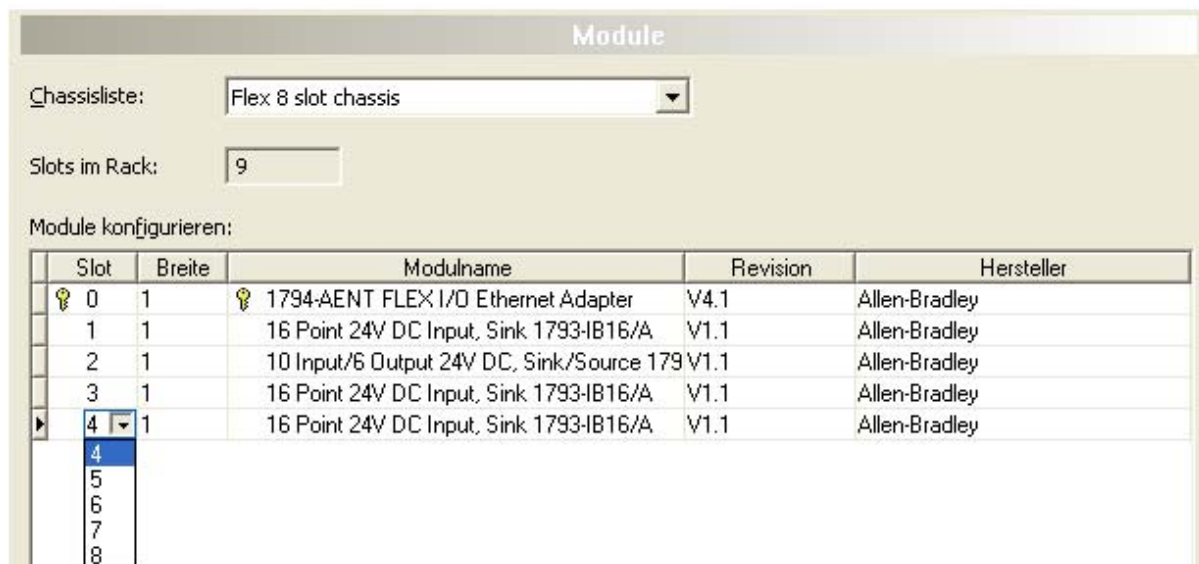 Module
Chassisliste: Flex 8 slot chassis
Slots im Rack: 9
Module konfigurieren:
Slot Breite Modulname Revision Hersteller
0 1 1794-AENT FLEX I/O Ethernet Adapter V4.1 Allen-Bradley
1 1 16 Point 24V DC Input, Sink 1793-IB16/A V1.1 Allen-Bradley
2 1 10 Input/6 Output 24V DC, Sink/Source 179 V1.1 Allen-Bradley
3 1 16 Point 24V DC Input, Sink 1793-IB16/A V1.1 Allen-Bradley
4 1 16 Point 24V DC Input, Sink 1793-IB16/A V1.1 Allen-Bradley
4
5
6
7
8